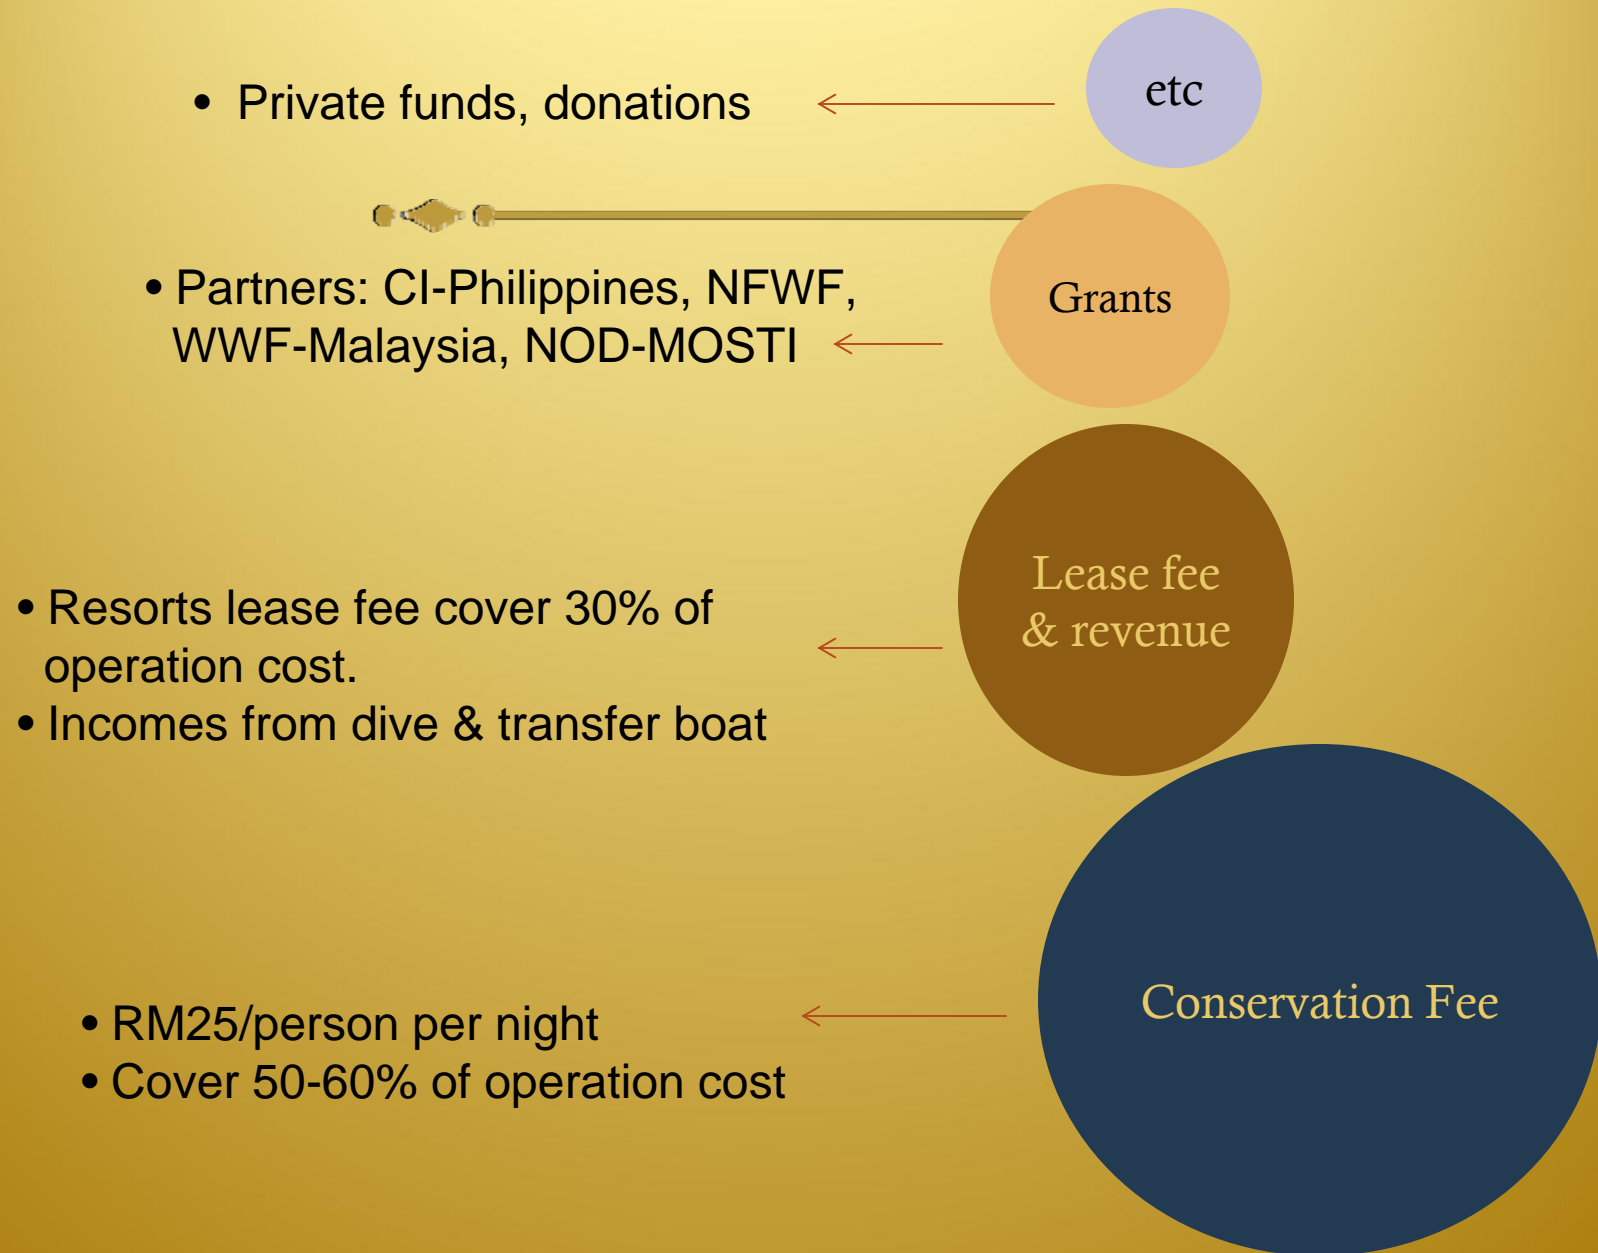 • Private funds, donations
etc
• Partners: CI-Philippines, NFWF,
WWF-Malaysia, NOD-MOSTI
Grants
• Resorts lease fee cover 30% of
operation cost.
• Incomes from dive & transfer boat
Lease fee
& revenue
• RM25/person per night
• Cover 50-60% of operation cost
Conservation Fee